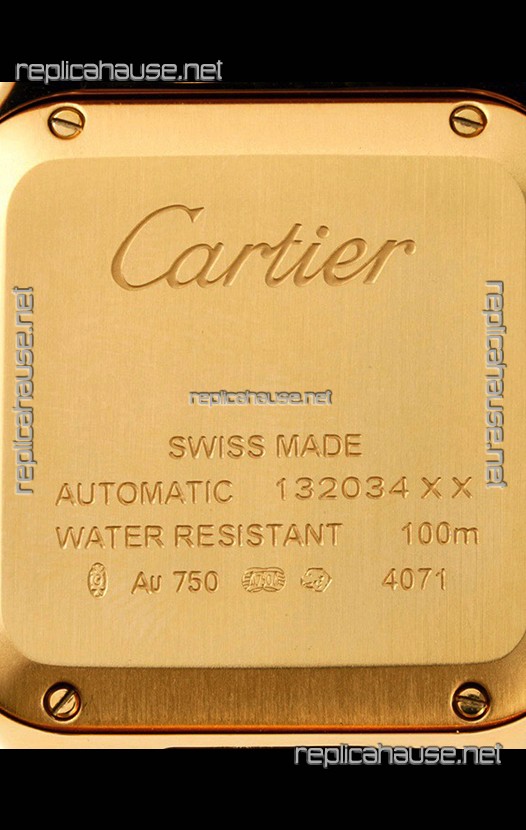 replicahause.net
Cartier
replicahause.net
replicahause.net
replicahause.net
SWISS MADE
AUTOMATIC 132034 X X
WATER RESISTANT 100m
Au 750 4071
replicahause.net